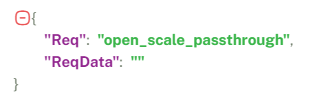 {
"Req": "open_scale_passthrough",
"ReqData": ""
}